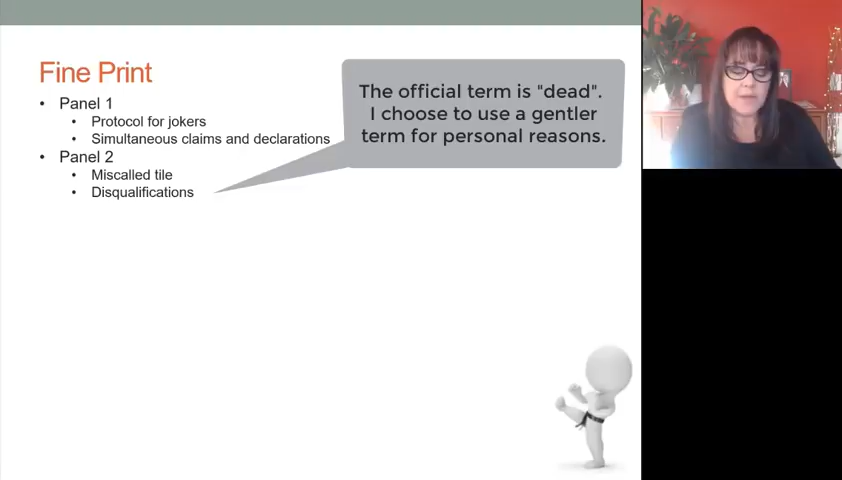 Fine Print
• Panel 1
• Protocol for jokers
• Simultaneous claims and declarations
• Panel 2
• Miscalled tile
• Disqualifications
The official term is "dead".
I choose to use a gentler
term for personal reasons.